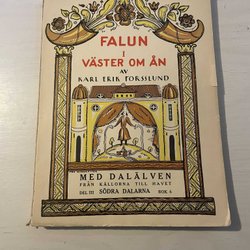 FALUN
I
VÄSTER OM ÅN
AV
KARL ERIK FORSSLUND
MED DALÄLVEN
FRÅN KÄLLORNA TILL HAVET
DEL III SÖDRA DALARNA BOK 6